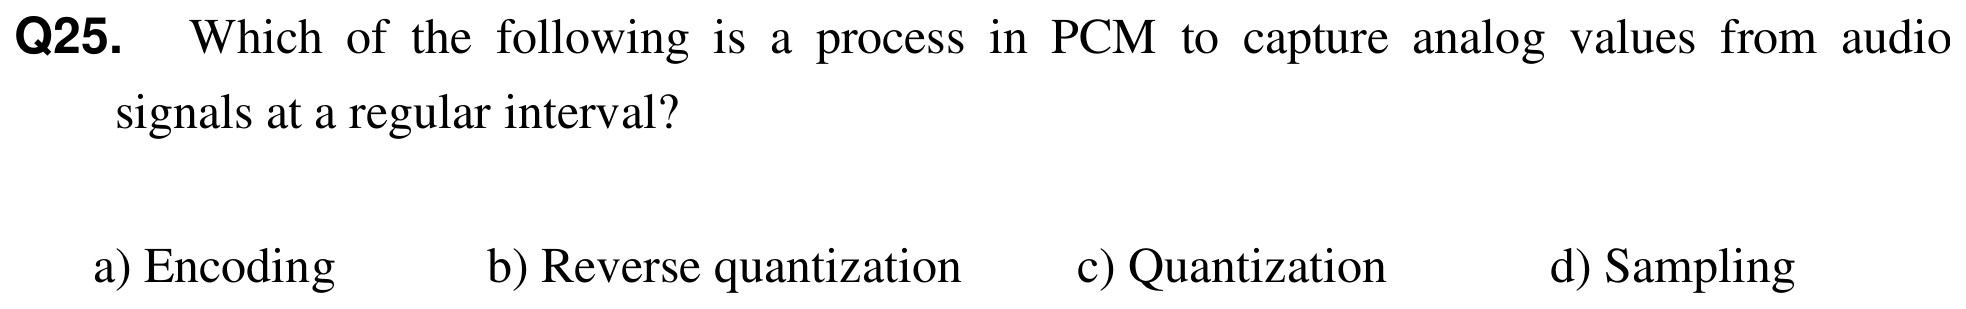 Q25. Which of the following is a process in PCM to capture analog values from audio
signals at a regular interval?
a) Encoding b) Reverse quantization c) Quantization d) Sampling